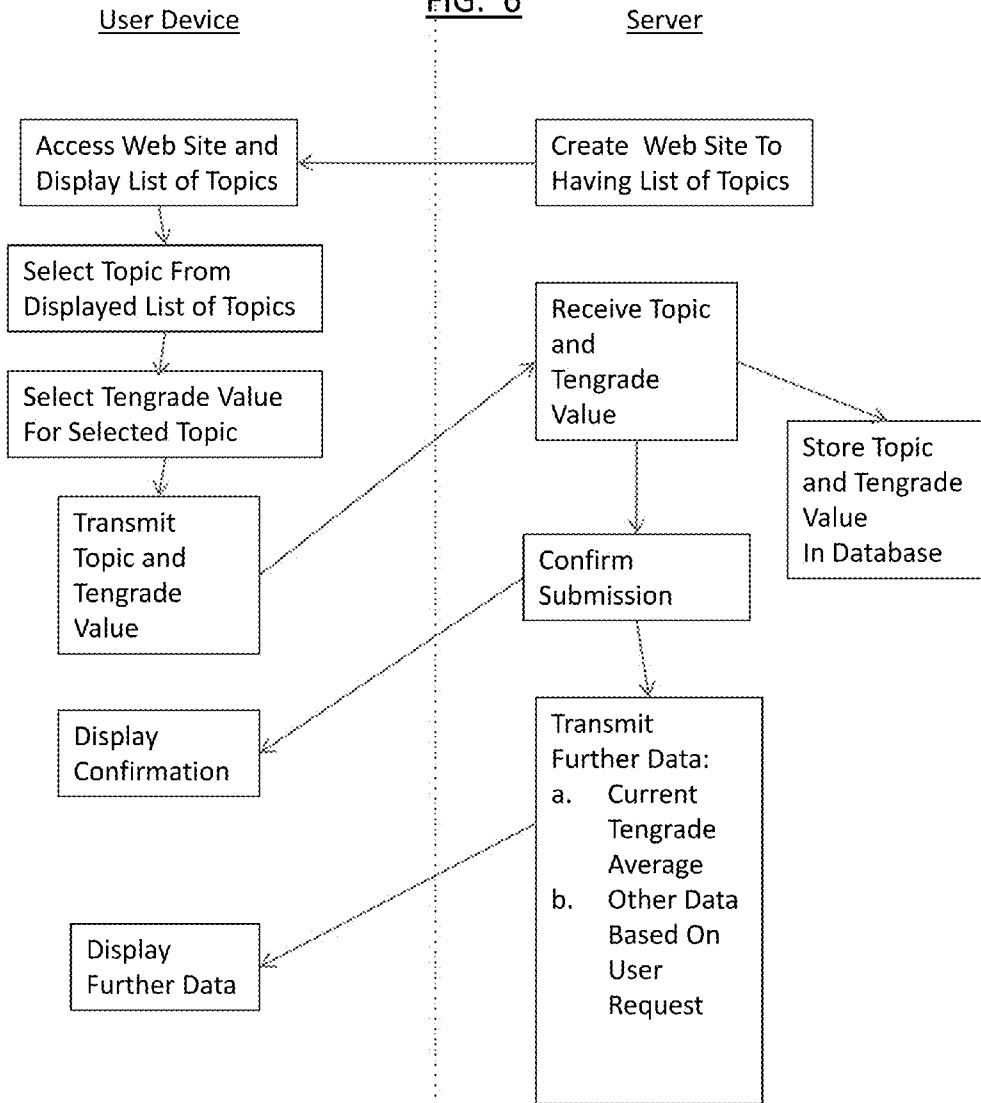 FIG. 6
User Device
Server
Access Web Site and
Display List of Topics
Create Web Site To
Having List of Topics
Select Topic From
Displayed List of Topics
Select Tengrade Value
For Selected Topic
Transmit
Topic and
Tengrade
Value
Receive Topic
and
Tengrade
Value
Store Topic
and Tengrade
Value
In Database
Confirm
Submission
Display
Confirmation
Transmit
Further Data:
a. Current
Tengrade
Average
b. Other Data
Based On
User
Request
Display
Further Data